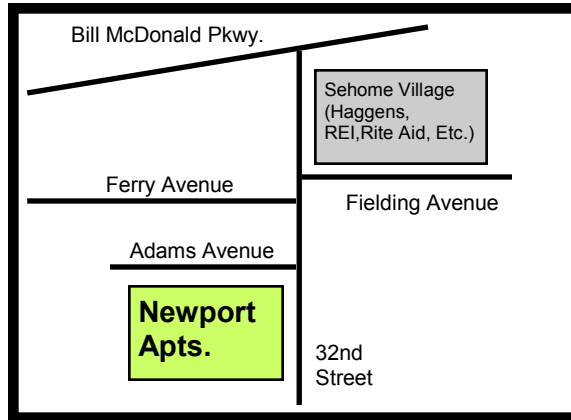 Bill McDonald Pkwy.
Sehome Village
(Haggens,
REI,Rite Aid, Etc.)
Ferry Avenue
Fielding Avenue
Adams Avenue
Newport
Apts.
32nd
Street